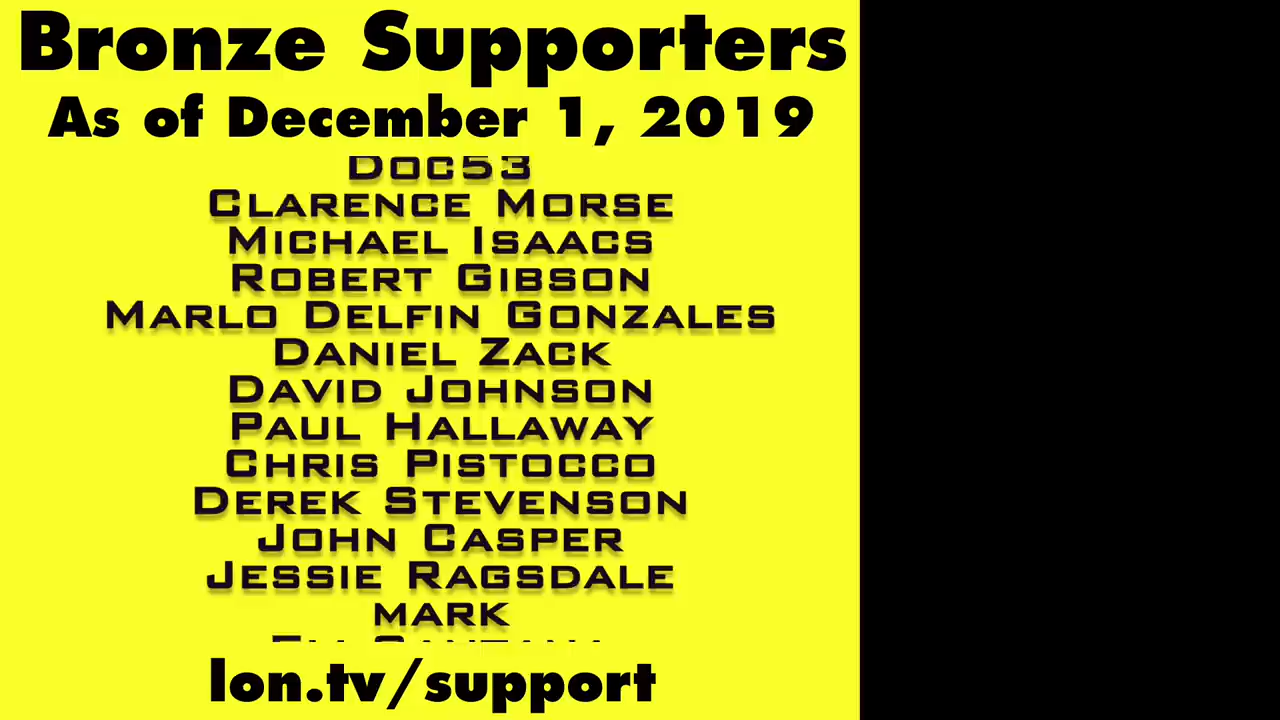 Bronze Supporters
As of December 1, 2019
Doc53
Clarence Morse
Michael Isaacs
Robert Gibson
Marlo Delfin Gonzales
Daniel Zack
David Johnson
Paul Hallaway
Chris Pistocco
Derek Stevenson
John Casper
Jessie Ragsdale
mark
lon.tv/support